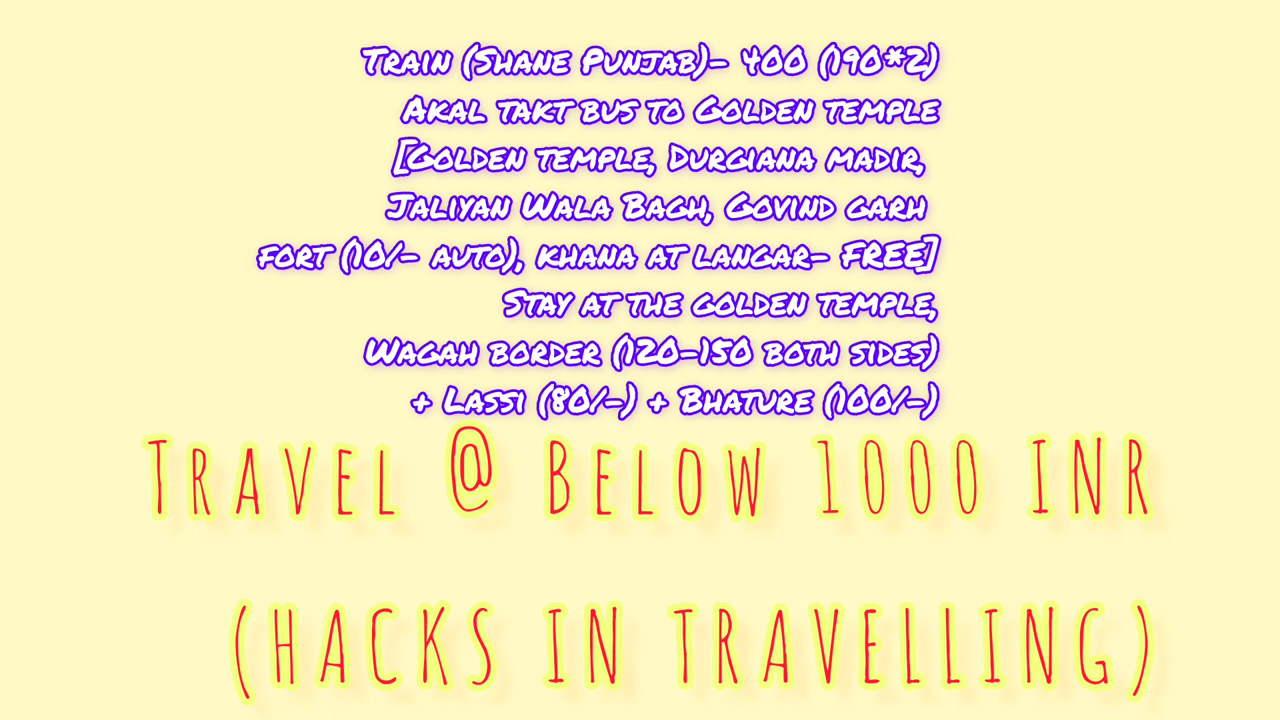 Train (Shane Punjab)- 400 (190*2)
Akal takt bus to Golden temple
[Golden temple, Durgiana madir,
Jaliyan Wala Bagh, Govind garh
fort (10/- auto), khana at langar- FREE]
Stay at the golden temple,
Wagah border (120-150 both sides)
+ Lassi (80/-) + Bhature (100/-)
Travel @ Below 1000 INR
(HACKS IN TRAVELLING)